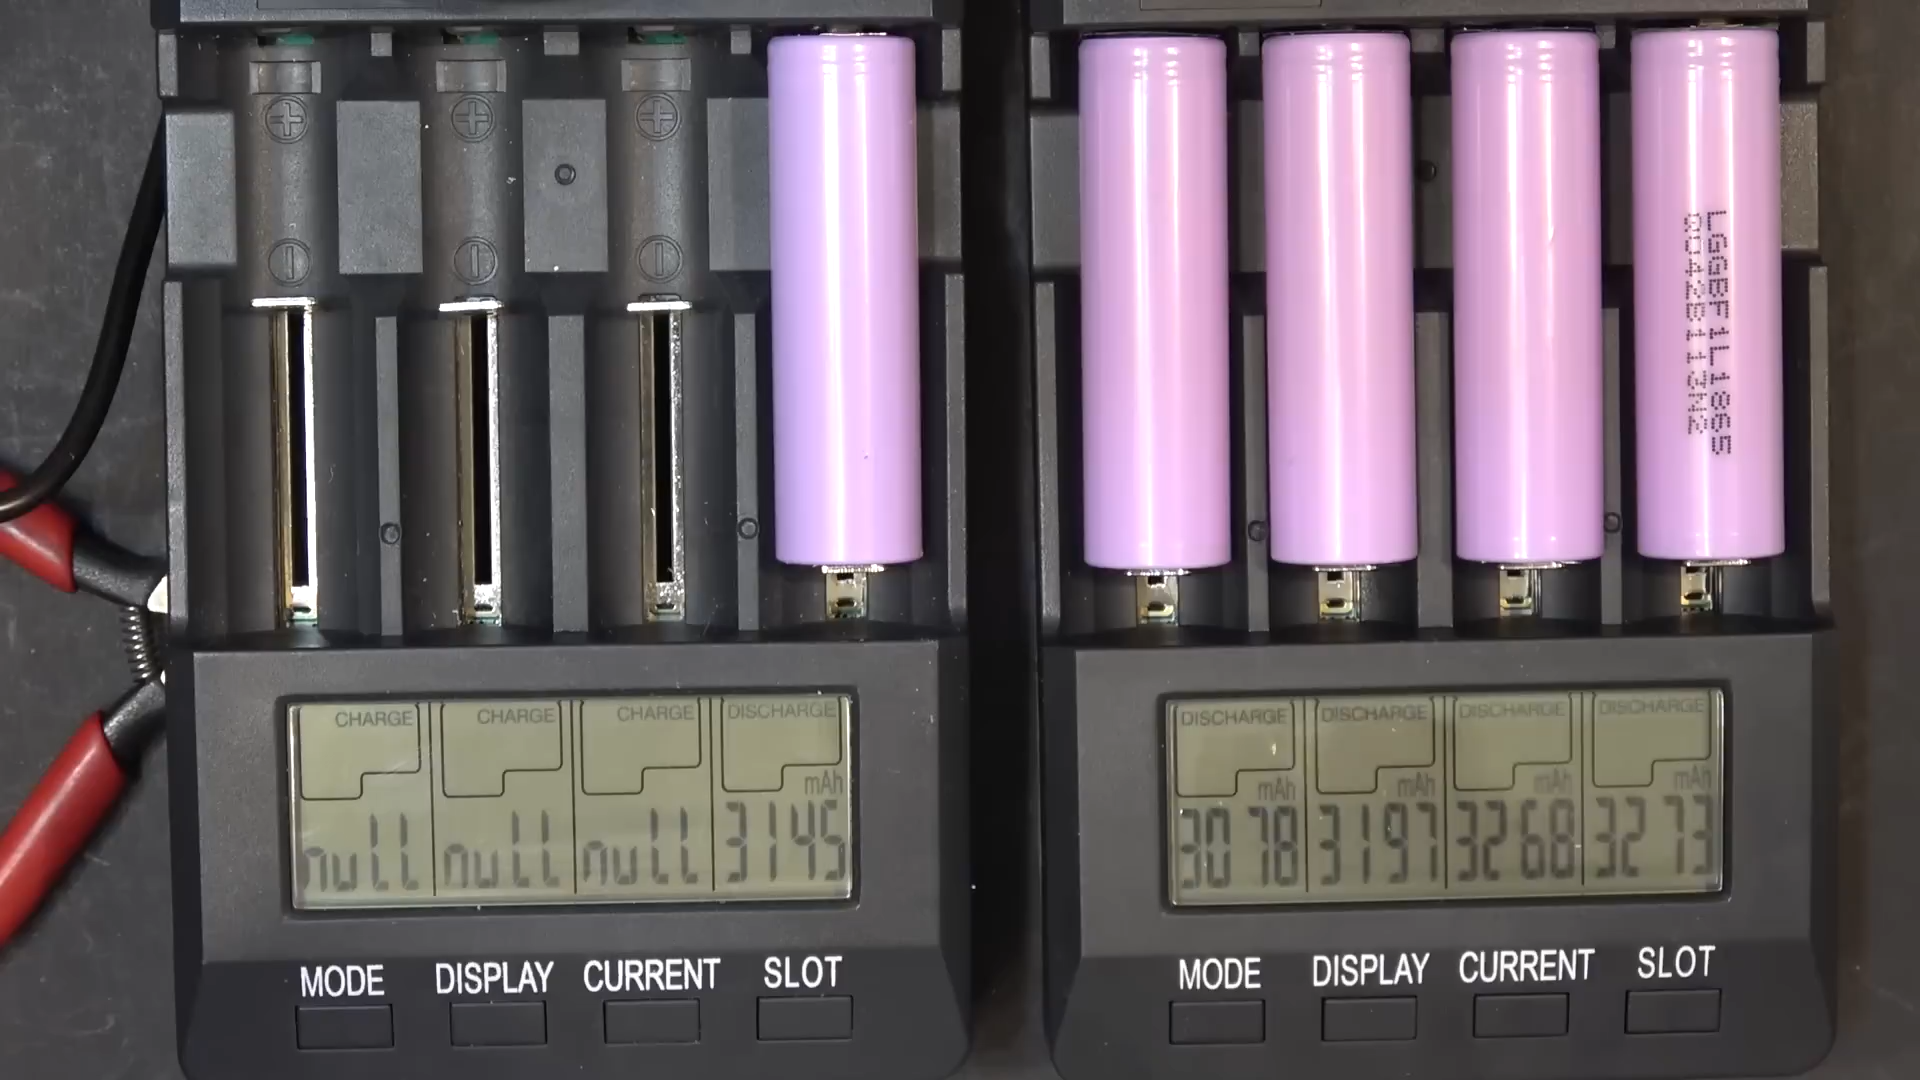 LGGBF1L1865
Q042B113M2
CHARGE CHARGE CHARGE DISCHARGE
mAh
null null null 3145
DISCHARGE DISCHARGE DISCHARGE DISCHARGE
mAh mAh mAh mAh
3078 3197 3268 3273
MODE DISPLAY CURRENT SLOT
MODE DISPLAY CURRENT SLOT